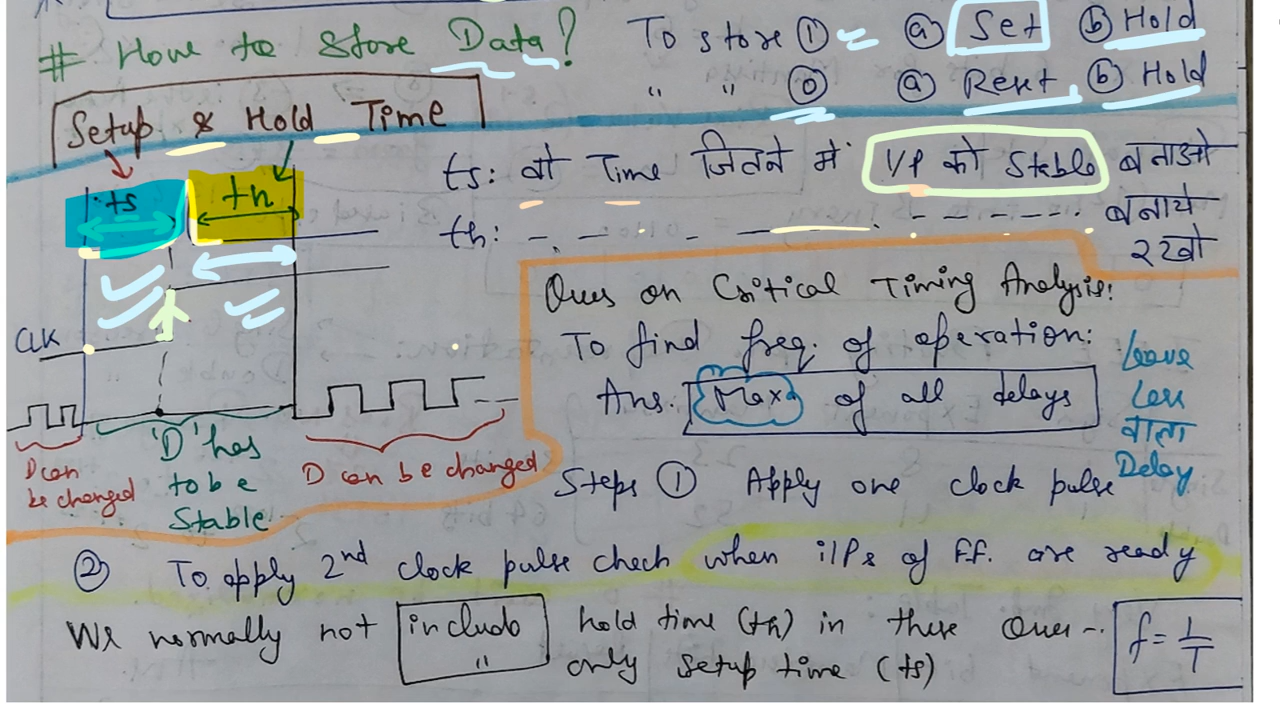 # How to Store Data?
To store ① ⓐ Set ⓑ Hold
" " ⓪ ⓐ Reset ⓑ Hold
Setup & Hold Time
ts
th
ts: वो Time जितने में I/P को Stable बनाओ
th: - - - - - - - - - - - बनाये
रखो
CLK
D can
be changed
'D' has
to be
Stable
D can be changed
Ques on Critical Timing Analysis:
To find freq. of operation:
Ans. Max of all delays
Leave
Less
वाला
Delay
Steps ① Apply one clock pulse
② To apply 2nd clock pulse check when i/Ps of F.F. are ready
We normally not include hold time (th) in these Ques -..
" only setup time (ts)
f = 1/T